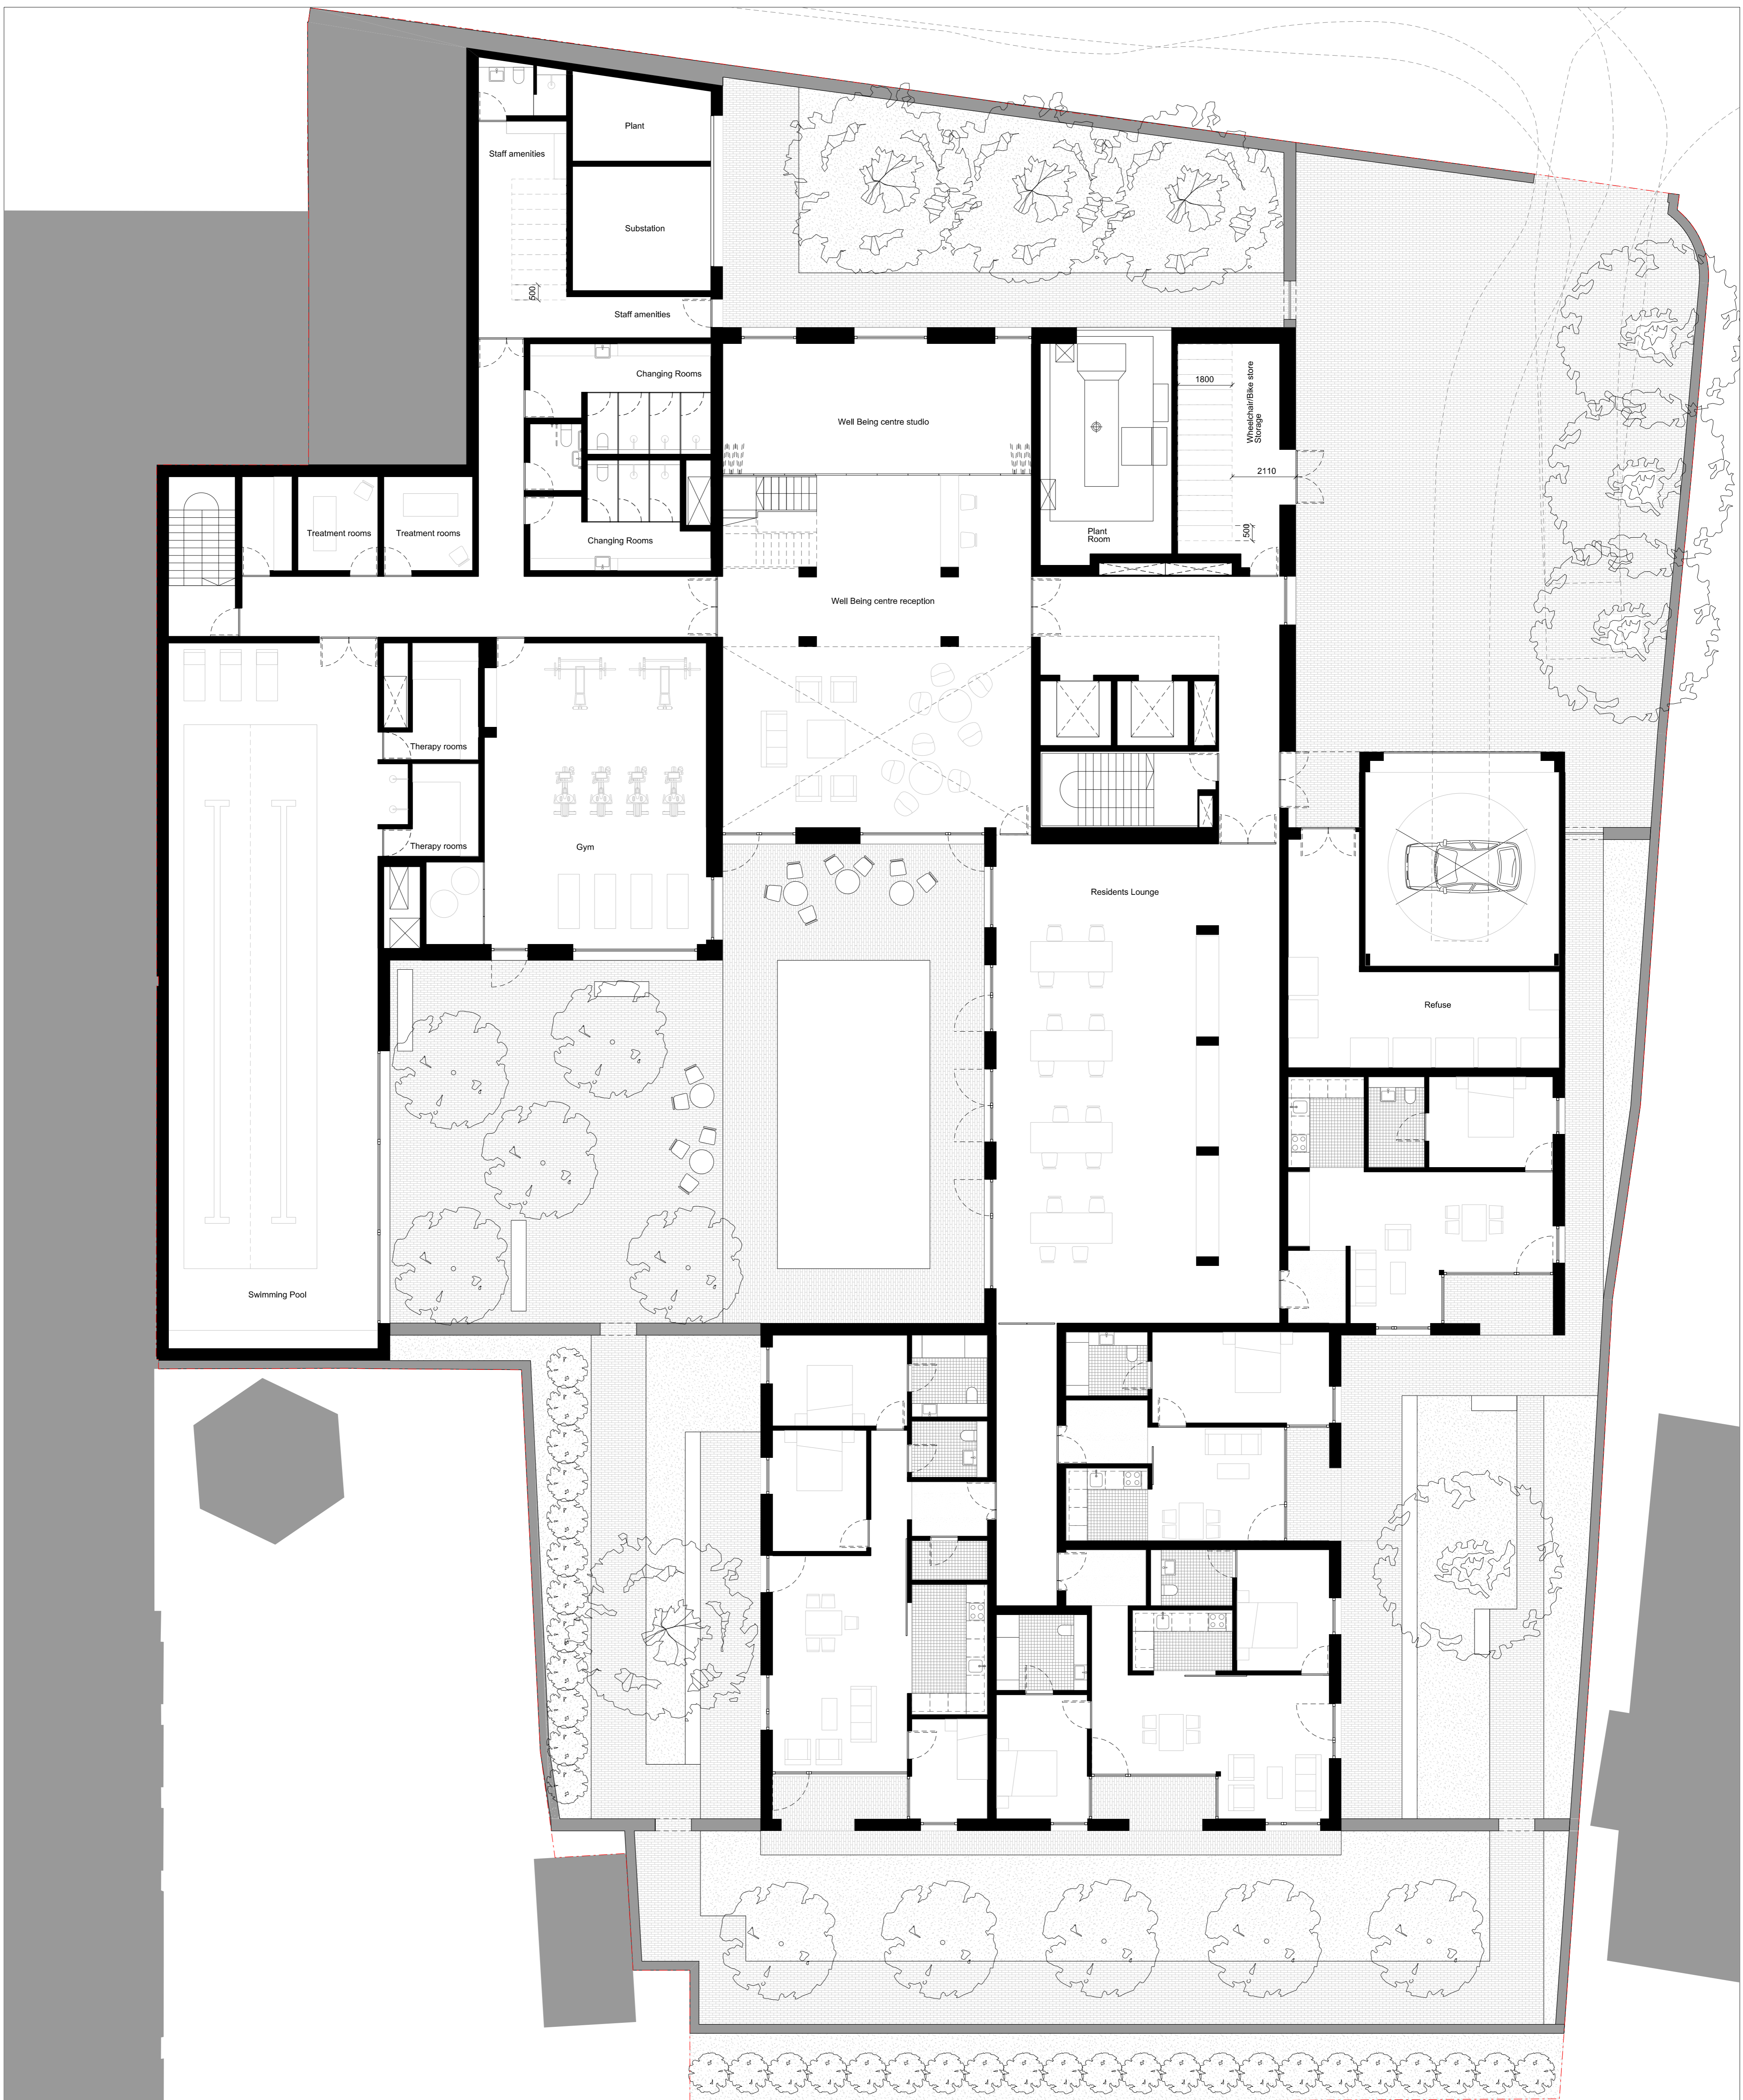 Plant
Staff amenities
Substation
500
Staff amenities
Changing Rooms
1800
Wheelchair/Bike store
Storage
Well Being centre studio
2110
Treatment rooms
Treatment rooms
Changing Rooms
Plant
Room
500
Well Being centre reception
Therapy rooms
Therapy rooms
Gym
Residents Lounge
Refuse
Swimming Pool